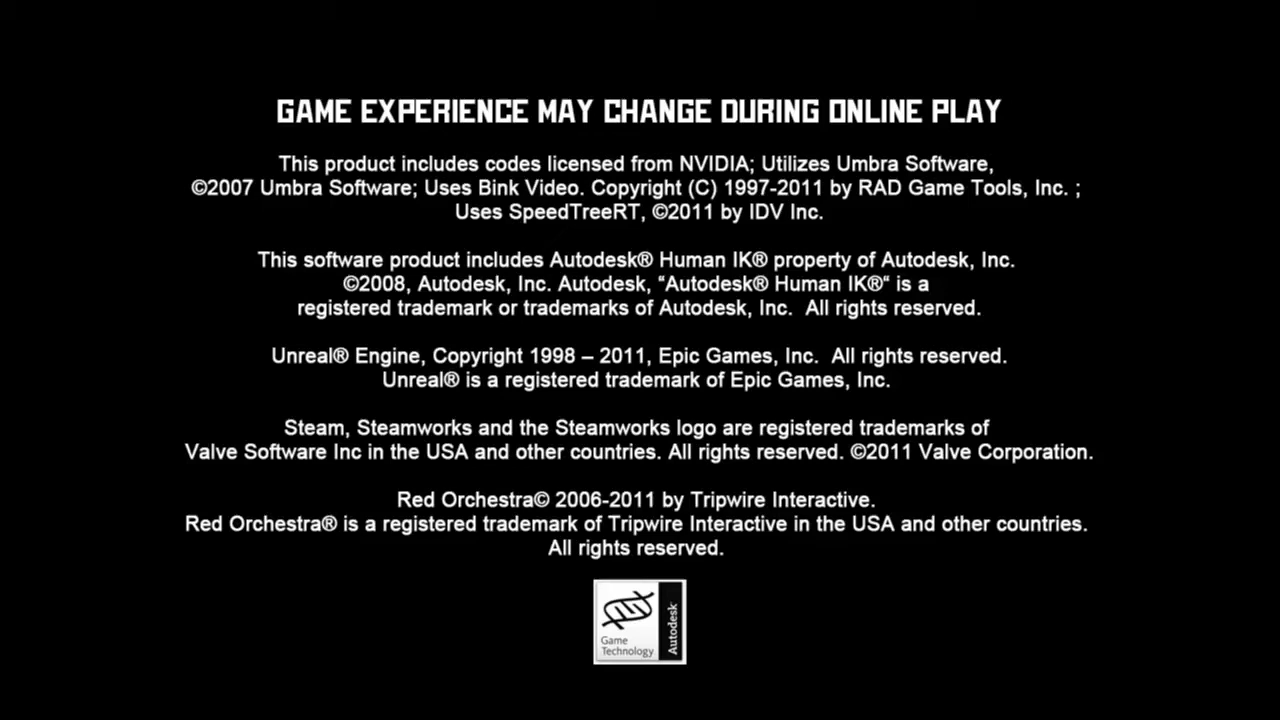 GAME EXPERIENCE MAY CHANGE DURING ONLINE PLAY
This product includes codes licensed from NVIDIA; Utilizes Umbra Software,
©2007 Umbra Software; Uses Bink Video. Copyright (C) 1997-2011 by RAD Game Tools, Inc. ;
Uses SpeedTreeRT, ©2011 by IDV Inc.
This software product includes Autodesk® Human IK® property of Autodesk, Inc.
©2008, Autodesk, Inc. Autodesk, “Autodesk® Human IK®“ is a
registered trademark or trademarks of Autodesk, Inc.  All rights reserved.
Unreal® Engine, Copyright 1998 – 2011, Epic Games, Inc.  All rights reserved.
Unreal® is a registered trademark of Epic Games, Inc.
Steam, Steamworks and the Steamworks logo are registered trademarks of
Valve Software Inc in the USA and other countries. All rights reserved. ©2011 Valve Corporation.
Red Orchestra© 2006-2011 by Tripwire Interactive.
Red Orchestra® is a registered trademark of Tripwire Interactive in the USA and other countries.
All rights reserved.
Game
Technology
Autodesk